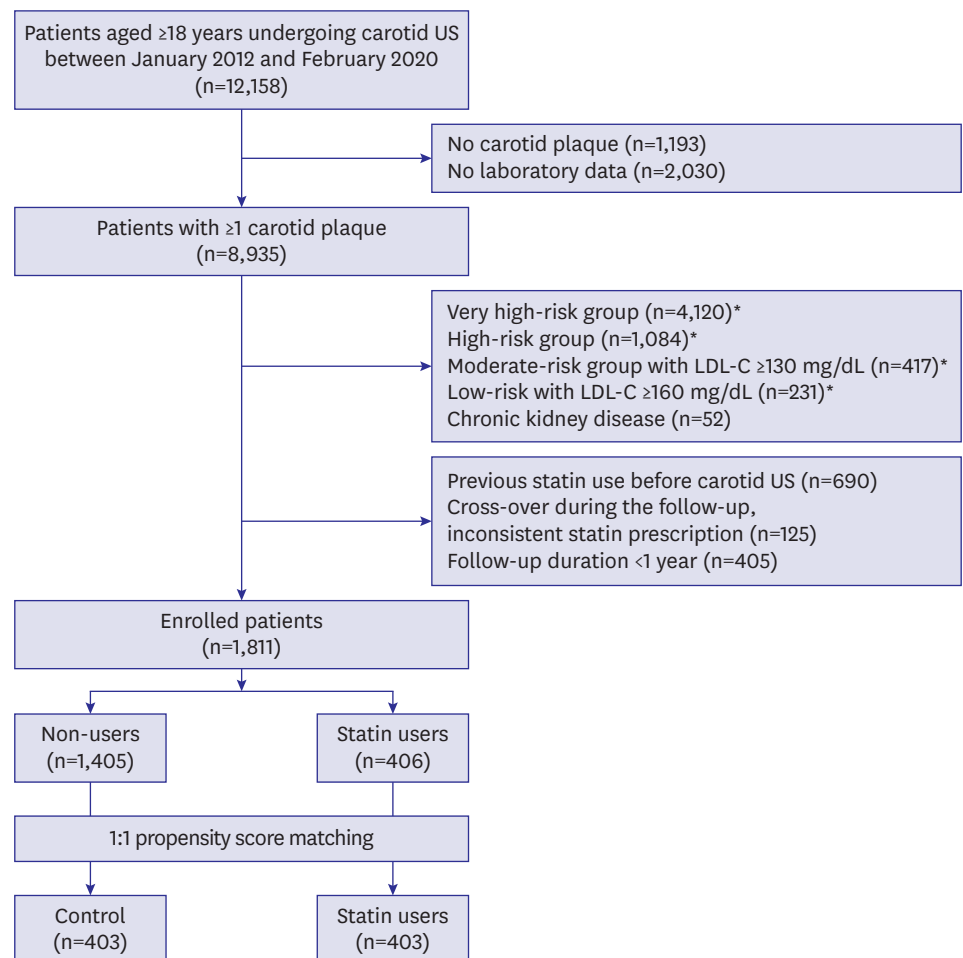 Patients aged ≥18 years undergoing carotid US
between January 2012 and February 2020
(n=12,158)
No carotid plaque (n=1,193)
No laboratory data (n=2,030)
Patients with ≥1 carotid plaque
(n=8,935)
Very high-risk group (n=4,120)*
High-risk group (n=1,084)*
Moderate-risk group with LDL-C ≥130 mg/dL (n=417)*
Low-risk with LDL-C ≥160 mg/dL (n=231)*
Chronic kidney disease (n=52)
Previous statin use before carotid US (n=690)
Cross-over during the follow-up,
inconsistent statin prescription (n=125)
Follow-up duration <1 year (n=405)
Enrolled patients
(n=1,811)
Non-users
(n=1,405)
Statin users
(n=406)
1:1 propensity score matching
Control
(n=403)
Statin users
(n=403)